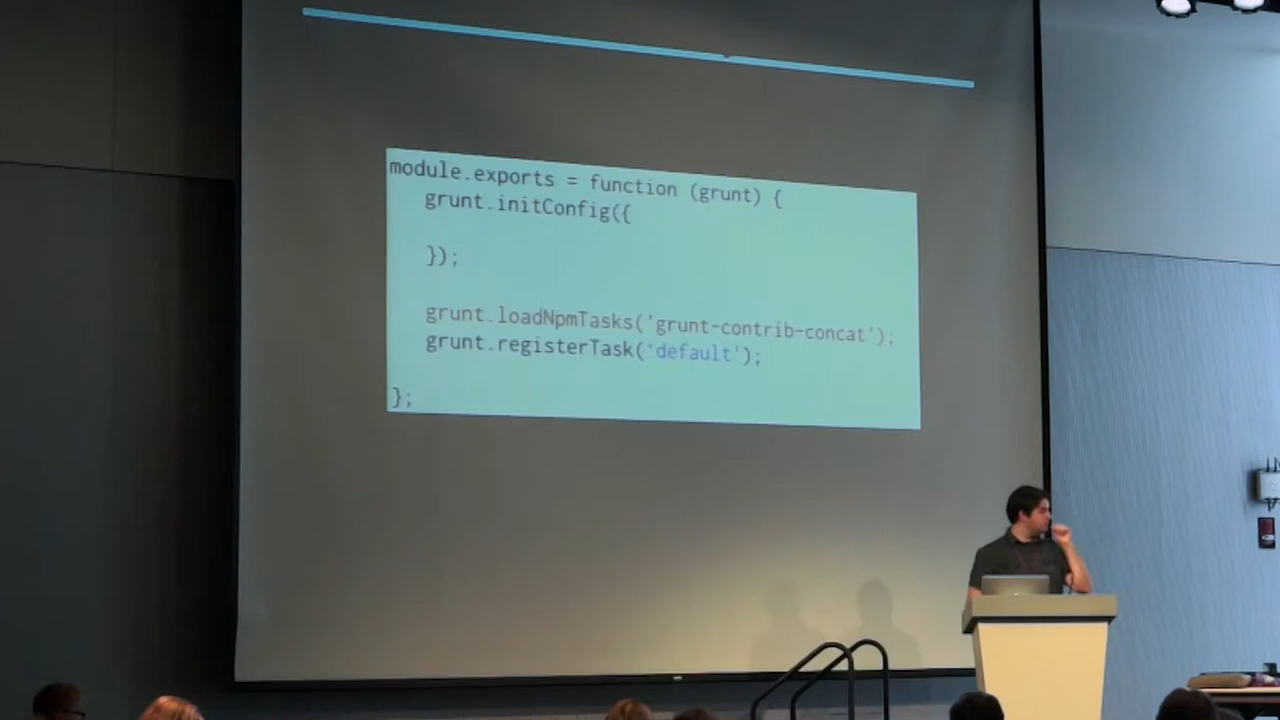 module.exports = function (grunt) {
grunt.initConfig({
});
grunt.loadNpmTasks('grunt-contrib-concat');
grunt.registerTask('default');
};